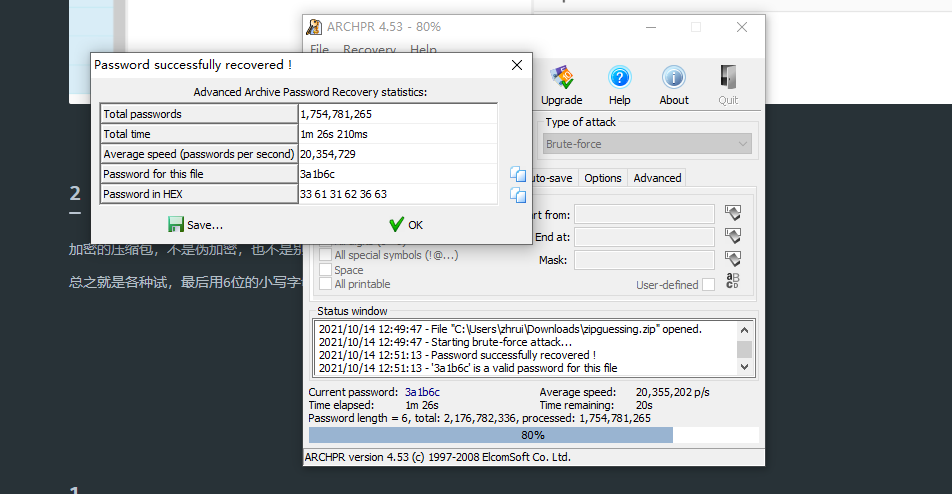 ARCHPR 4.53 - 80%
File Recovery Help
Password successfully recovered !
Advanced Archive Password Recovery statistics:
Total passwords 1,754,781,265
Total time 1m 26s 210ms
Average speed (passwords per second) 20,354,729
Password for this file 3a1b6c
Password in HEX 33 61 31 62 36 63
Save... OK
Upgrade Help About Quit
Type of attack
Brute-force
Options Advanced
Start from:
End at:
Mask:
All special symbols (!@...)
Space
All printable
User-defined
2
加密的压缩包，不是伪加密，也不是
总之就是各种试，最后用6位的小写字
Status window
2021/10/14 12:49:47 - File "C:\Users\zhrui\Downloads\zipguessing.zip" opened.
2021/10/14 12:49:47 - Starting brute-force attack...
2021/10/14 12:51:13 - Password successfully recovered !
2021/10/14 12:51:13 - '3a1b6c' is a valid password for this file
Current password: 3a1b6c Average speed: 20,355,202 p/s
Time elapsed: 1m 26s Time remaining: 20s
Password length = 6, total: 2,176,782,336, processed: 1,754,781,265
80%
ARCHPR version 4.53 (c) 1997-2008 ElcomSoft Co. Ltd.